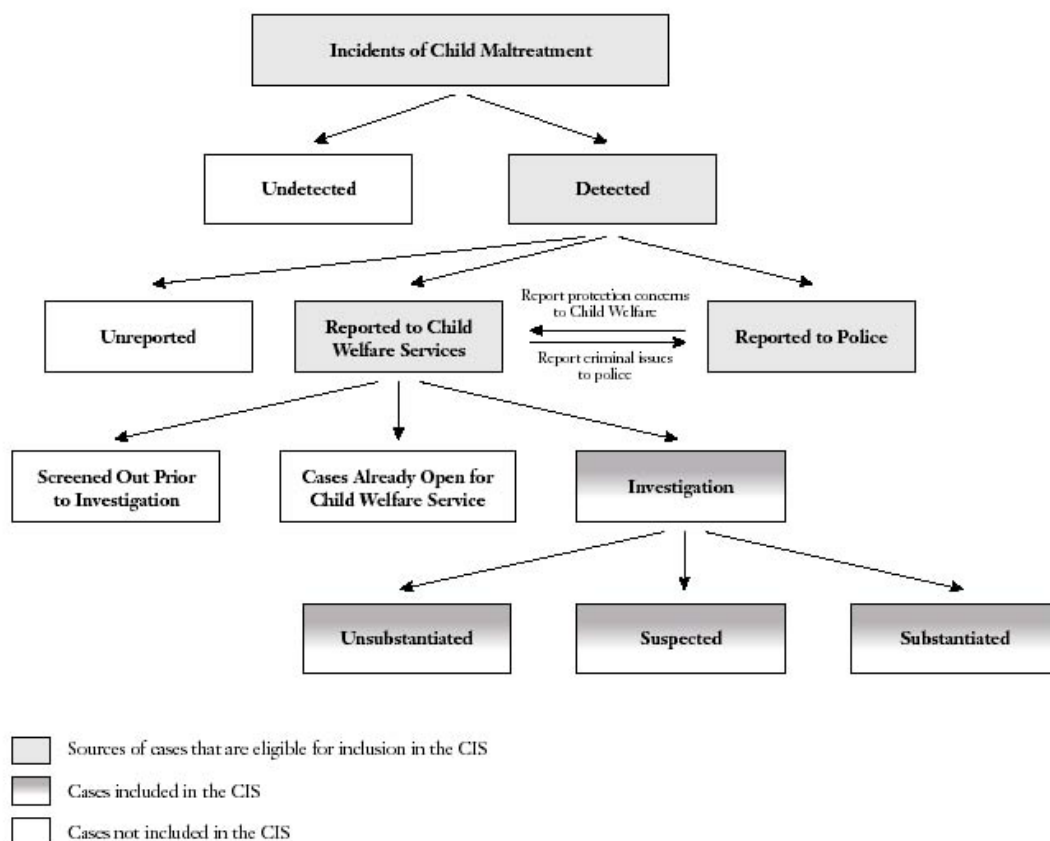 Incidents of Child Maltreatment
Undetected
Detected
Unreported
Reported to Child
Welfare Services
Report protection concerns
to Child Welfare
Report criminal issues
to police
Reported to Police
Screened Out Prior
to Investigation
Cases Already Open for
Child Welfare Service
Investigation
Unsubstantiated
Suspected
Substantiated
Sources of cases that are eligible for inclusion in the CIS
Cases included in the CIS
Cases not included in the CIS